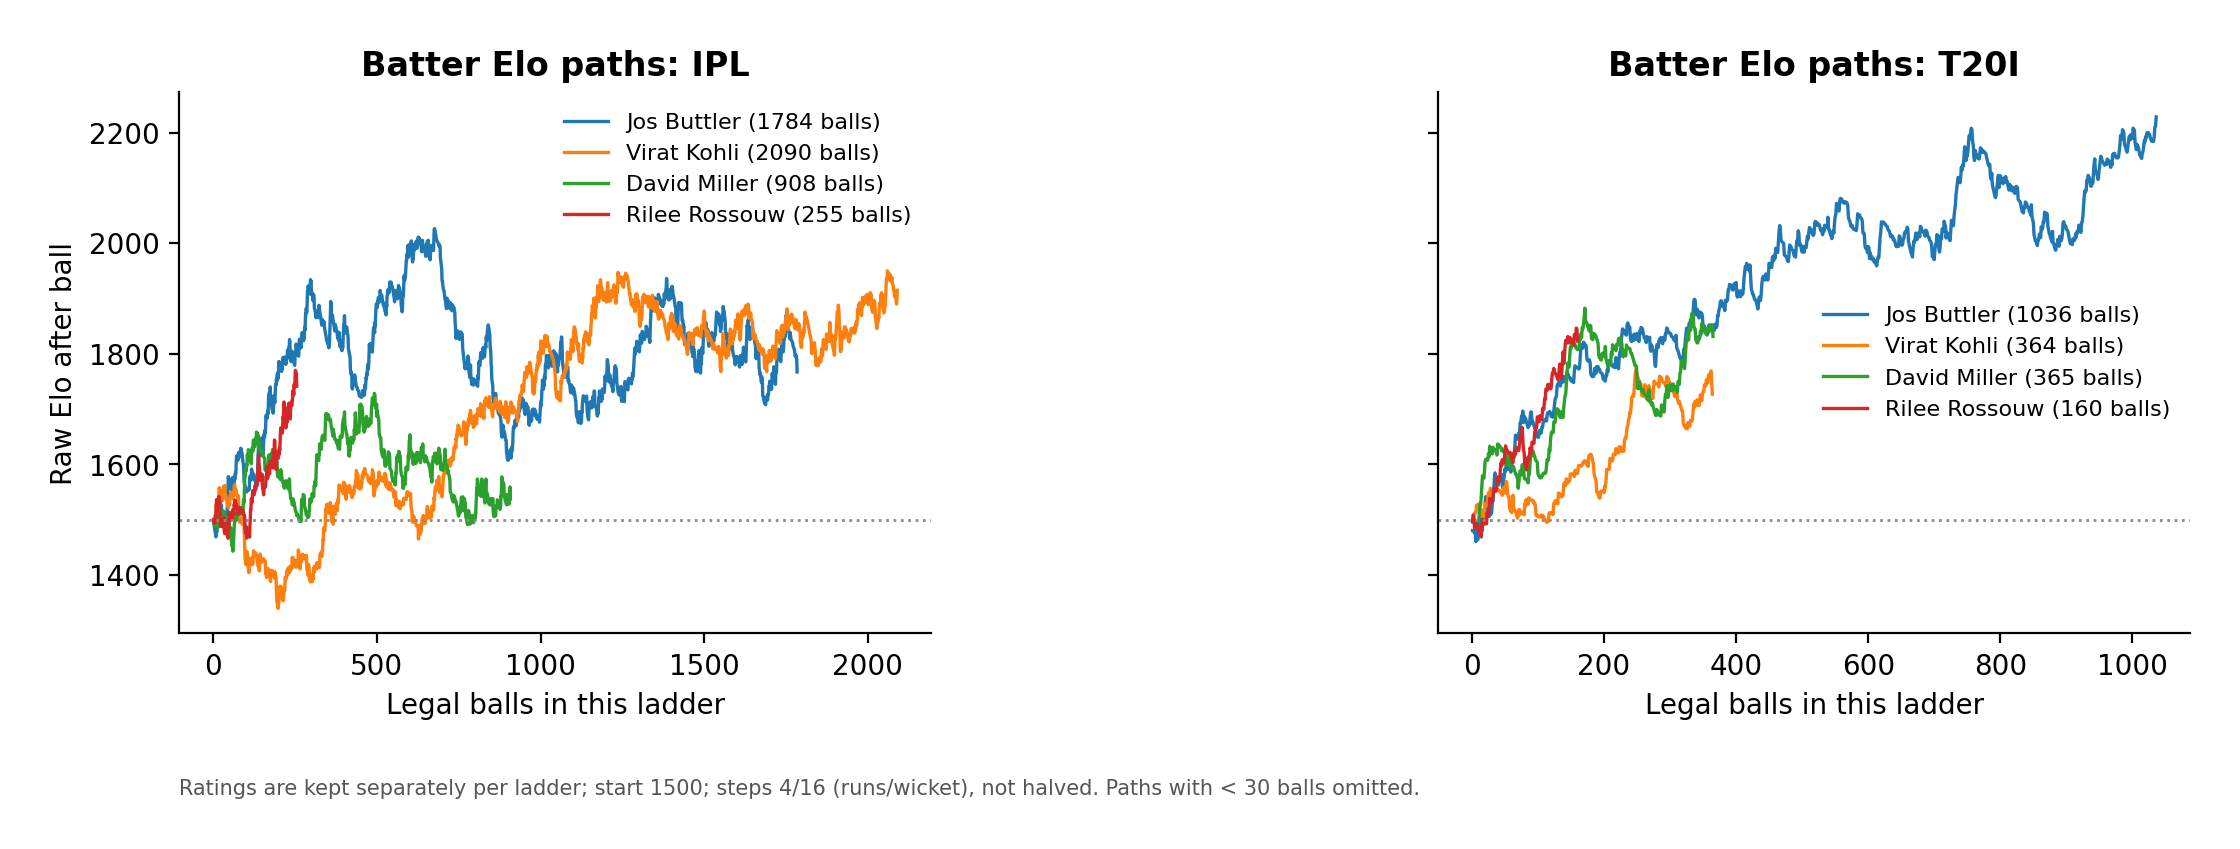 Batter Elo paths: IPL
Raw Elo after ball
2200
2000
1800
1600
1400
Jos Buttler (1784 balls)
Virat Kohli (2090 balls)
David Miller (908 balls)
Rilee Rossouw (255 balls)
0 500 1000 1500 2000
Legal balls in this ladder
Batter Elo paths: T20I
Jos Buttler (1036 balls)
Virat Kohli (364 balls)
David Miller (365 balls)
Rilee Rossouw (160 balls)
0 200 400 600 800 1000
Legal balls in this ladder
Ratings are kept separately per ladder; start 1500; steps 4/16 (runs/wicket), not halved. Paths with < 30 balls omitted.